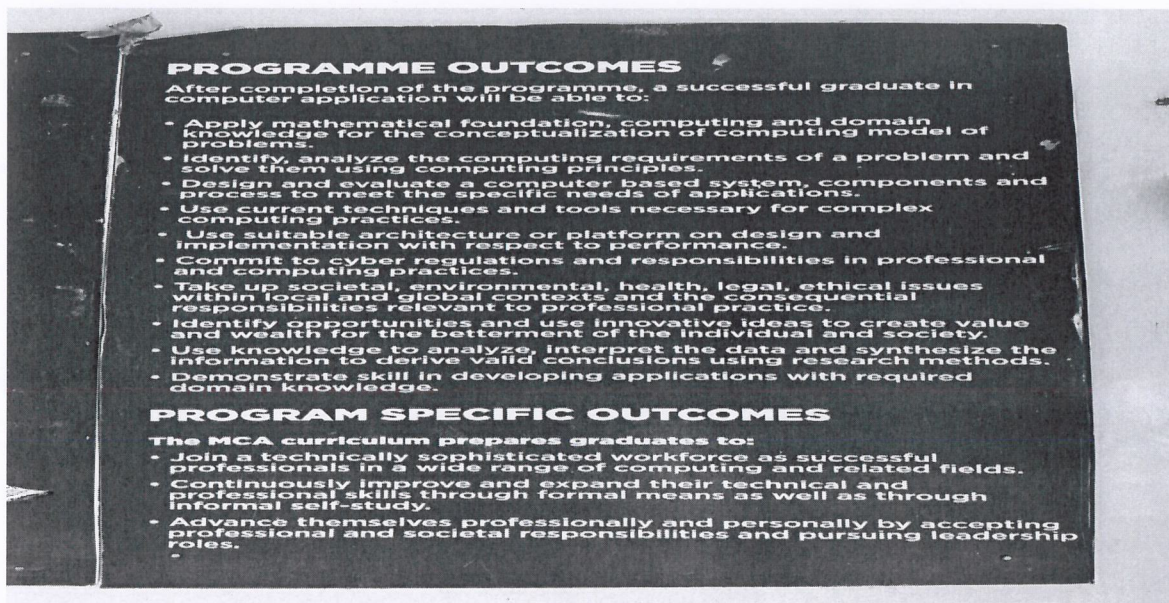 PROGRAMME OUTCOMES
After completion of the programme, a successful graduate in
computer application will be able to:
• Apply mathematical foundation, computing and domain
knowledge for the conceptualization of computing model of
problems.
• Identify, analyze the computing requirements of a problem and
solve them using computing principles.
• Design and evaluate a computer based system, components and
process to meet the specific needs of applications.
• Use current techniques and tools necessary for complex
computing practices.
• Use suitable architecture or platform on design and
implementation with respect to performance.
• Commit to cyber regulations and responsibilities in professional
and computing practices.
• Take up societal, environmental, health, legal, ethical issues
within local and global contexts and the consequential
responsibilities relevant to professional practice.
• Identify opportunities and use innovative ideas to create value
and wealth for the betterment of the individual and society.
• Use knowledge to analyze, interpret the data and synthesize the
information to derive valid conclusions using research methods.
• Demonstrate skill in developing applications with required
domain knowledge.
PROGRAM SPECIFIC OUTCOMES
The MCA curriculum prepares graduates to:
• Join a technically sophisticated workforce as successful
professionals in a wide range of computing and related fields.
• Continuously improve and expand their technical and
professional skills through formal means as well as through
informal self-study.
• Advance themselves professionally and personally by accepting
professional and societal responsibilities and pursuing leadership
roles.